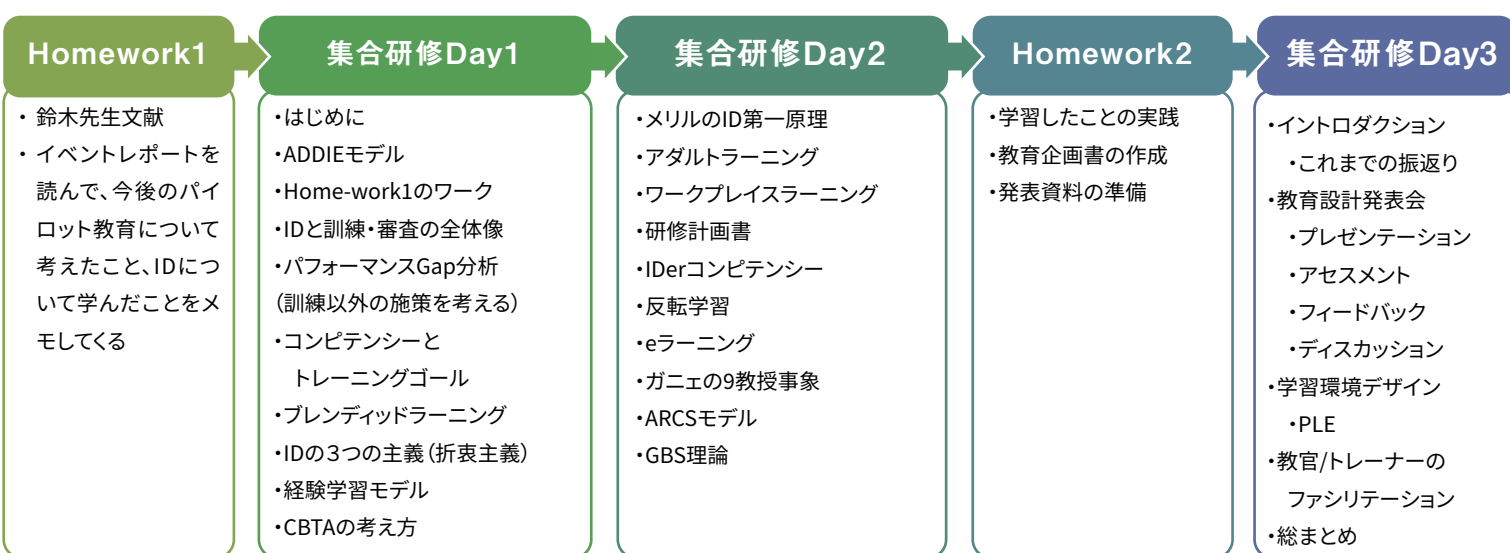 Homework1
・ 鈴木先生文献
・ イベントレポートを
読んで、今後のパイ
ロット教育について
考えたこと、IDにつ
いて学んだことをメ
モしてくる
集合研修Day1
・はじめに
・ADDIEモデル
・Home-work1のワーク
・IDと訓練・審査の全体像
・パフォーマンスGap分析
（訓練以外の施策を考える）
・コンピテンシーと
トレーニングゴール
・ブレンディッドラーニング
・IDの３つの主義（折衷主義）
・経験学習モデル
・CBTAの考え方
集合研修Day2
・メリルのID第一原理
・アダルトラーニング
・ワークプレイスラーニング
・研修計画書
・IDerコンピテンシー
・反転学習
・eラーニング
・ガニェの9教授事象
・ARCSモデル
・GBS理論
Homework2
・学習したことの実践
・教育企画書の作成
・発表資料の準備
集合研修Day3
・イントロダクション
・これまでの振返り
・教育設計発表会
・プレゼンテーション
・アセスメント
・フィードバック
・ディスカッション
・学習環境デザイン
・PLE
・教官/トレーナーの
ファシリテーション
・総まとめ